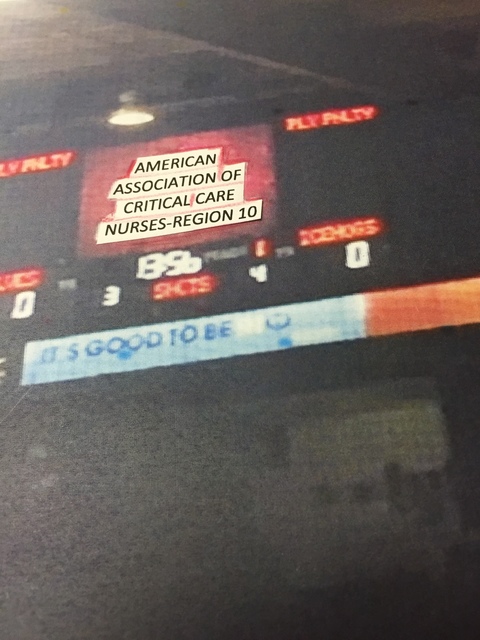 PLY PNLTY
LY PNLTY
AMERICAN
ASSOCIATION OF
CRITICAL CARE
NURSES-REGION 10
ICEHOGS
0
3
SHOTS
4
0
IT'S GOOD TO BE